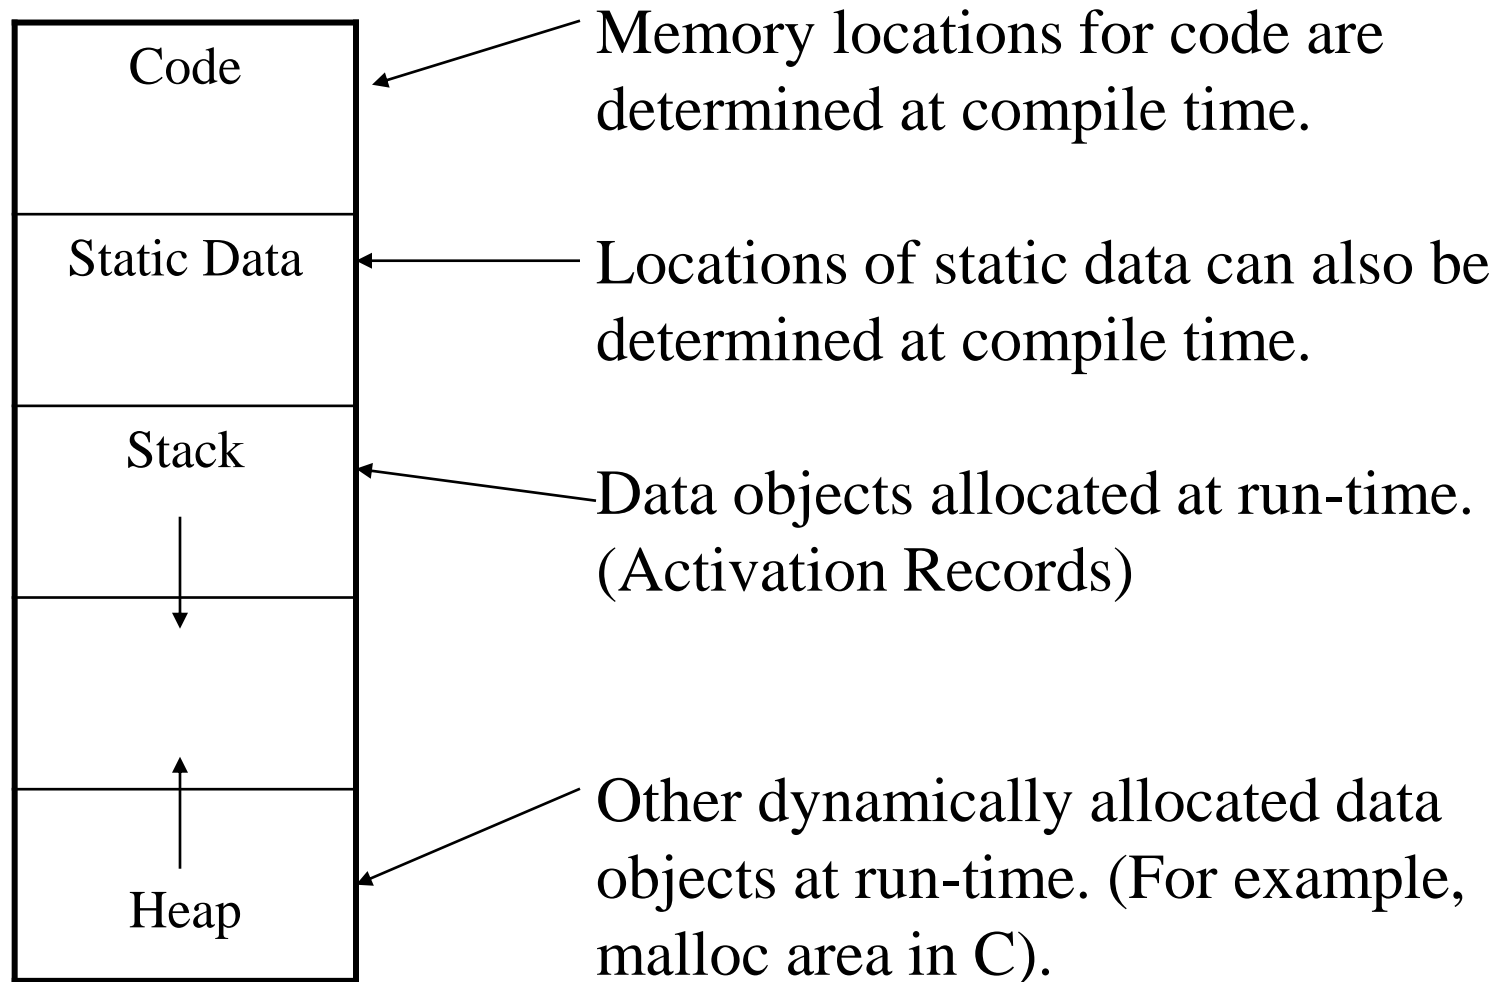 Code
Memory locations for code are
determined at compile time.
Static Data
Locations of static data can also be
determined at compile time.
Stack
Data objects allocated at run-time.
(Activation Records)
Other dynamically allocated data
objects at run-time. (For example,
malloc area in C).
Heap